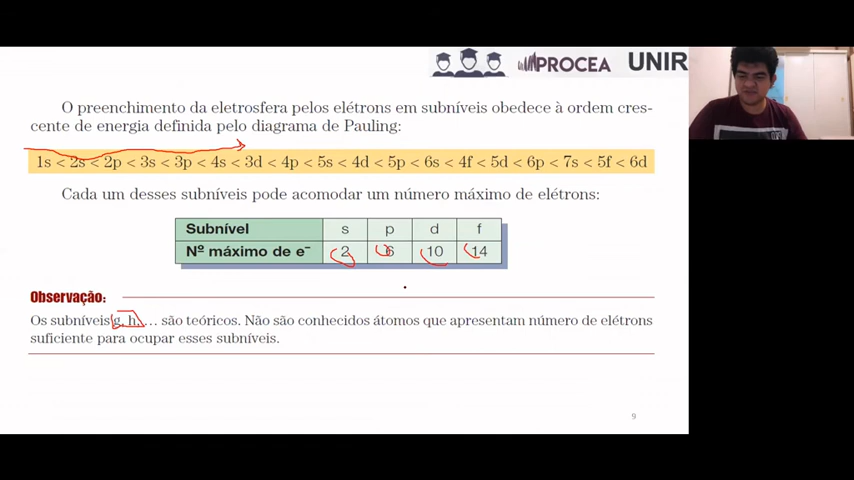 PROCEA
UNIR
O preenchimento da eletrosfera pelos elétrons em subníveis obedece à ordem cres-
cente de energia definida pelo diagrama de Pauling:
1s < 2s < 2p < 3s < 3p < 4s < 3d < 4p < 5s < 4d < 5p < 6s < 4f < 5d < 6p < 7s < 5f < 6d
Cada um desses subníveis pode acomodar um número máximo de elétrons:
Subnível s p d f
Nº máximo de e⁻ 2 6 10 14
Observação:
Os subníveis g, h, ... são teóricos. Não são conhecidos átomos que apresentam número de elétrons
suficiente para ocupar esses subníveis.
9